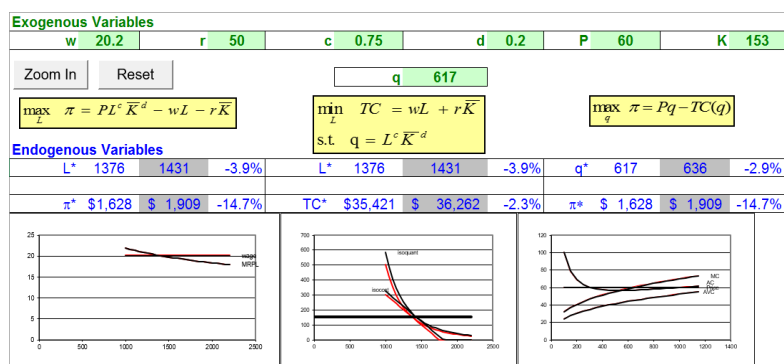 Exogenous Variables
w 20.2 r 50 c 0.75 d 0.2 P 60 K 153
Zoom In Reset
q 617
max π = PL^c K̅^d − wL − rK̅
L
min TC = wL + rK̅
L
s.t. q = L^c K̅^d
max π = Pq − TC(q)
q
Endogenous Variables
L* 1376 1431 -3.9% L* 1376 1431 -3.9% q* 617 636 -2.9%
π* $1,628 $ 1,909 -14.7% TC* $35,421 $ 36,262 -2.3% π* $ 1,628 $ 1,909 -14.7%
25
20
15
10
5
0
0 500 1000 1500 2000 2500
wage
MRPL
700
600
500
400
300
200
100
0
0 500 1000 1500 2000 2500
isoquant
isocost
120
100
80
60
40
20
0
0 200 400 600 800 1000 1200 1400
MC
AC
AVC